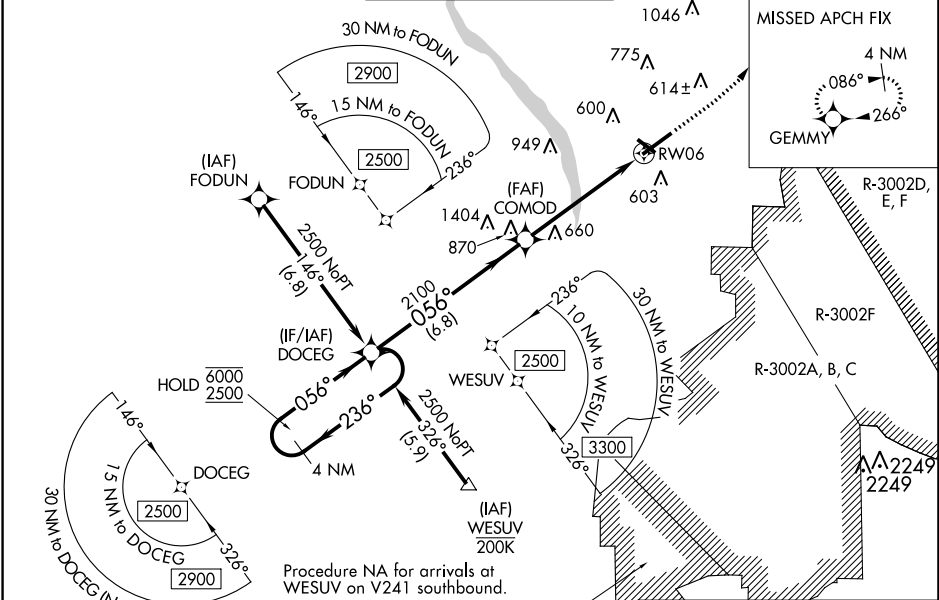 1046
MISSED APCH FIX
4 NM
086°
266°
GEMMY
30 NM to FODUN
2900
775
614±
146°
15 NM to FODUN
600
2500
949
236°
RW06
(IAF)
FODUN
FODUN
603
R-3002D,
E, F
(FAF)
COMOD
1404
870
660
2500 NoPT
146°
(6.8)
2100
056°
(6.8)
236°
30 NM to WESUV
10 NM to WESUV
R-3002F
(IF/IAF)
DOCEG
2500
R-3002A, B, C
WESUV
HOLD
6000
2500
056°
236°
2500 NoPT
326°
(5.9)
146°
326°
3300
4 NM
2249
2249
DOCEG
15 NM to DOCEG
2500
30 NM to DOCEG
(IAF)
WESUV
200K
326°
2900
Procedure NA for arrivals at
WESUV on V241 southbound.